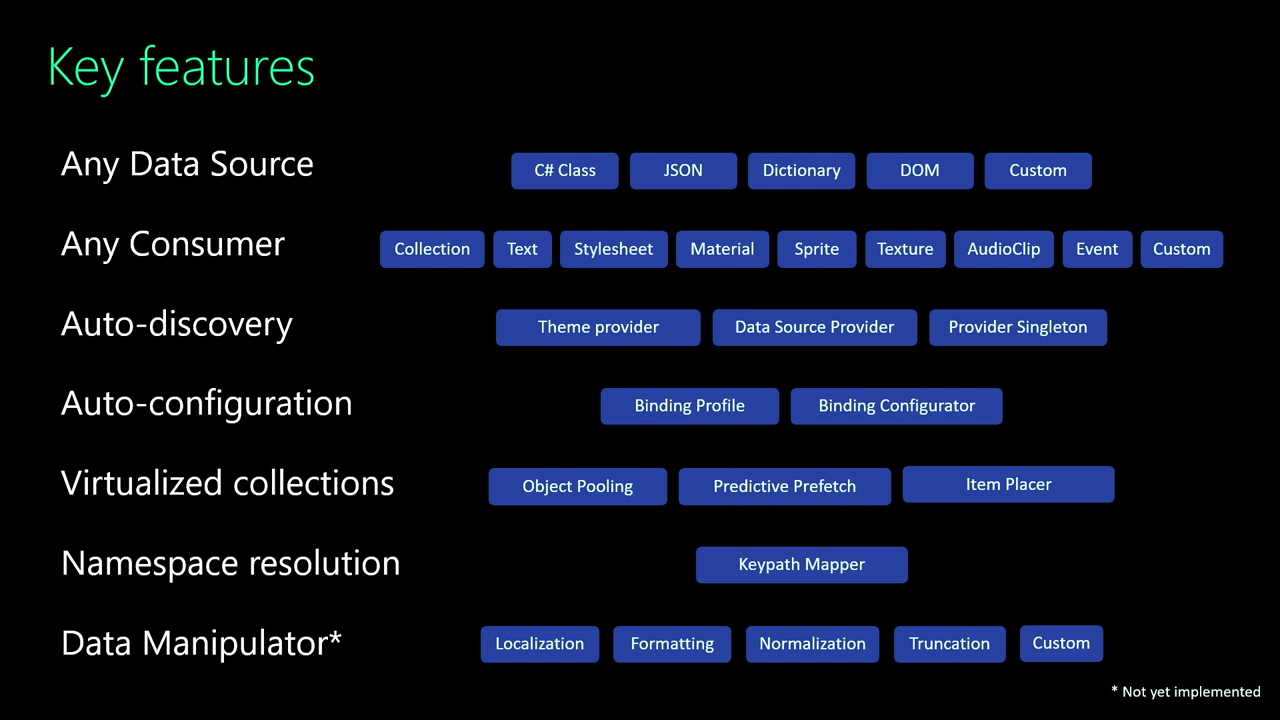 Key features
Any Data Source
C# Class JSON Dictionary DOM Custom
Any Consumer
Collection Text Stylesheet Material Sprite Texture AudioClip Event Custom
Auto-discovery
Theme provider Data Source Provider Provider Singleton
Auto-configuration
Binding Profile Binding Configurator
Virtualized collections
Object Pooling Predictive Prefetch Item Placer
Namespace resolution
Keypath Mapper
Data Manipulator*
Localization Formatting Normalization Truncation Custom
* Not yet implemented